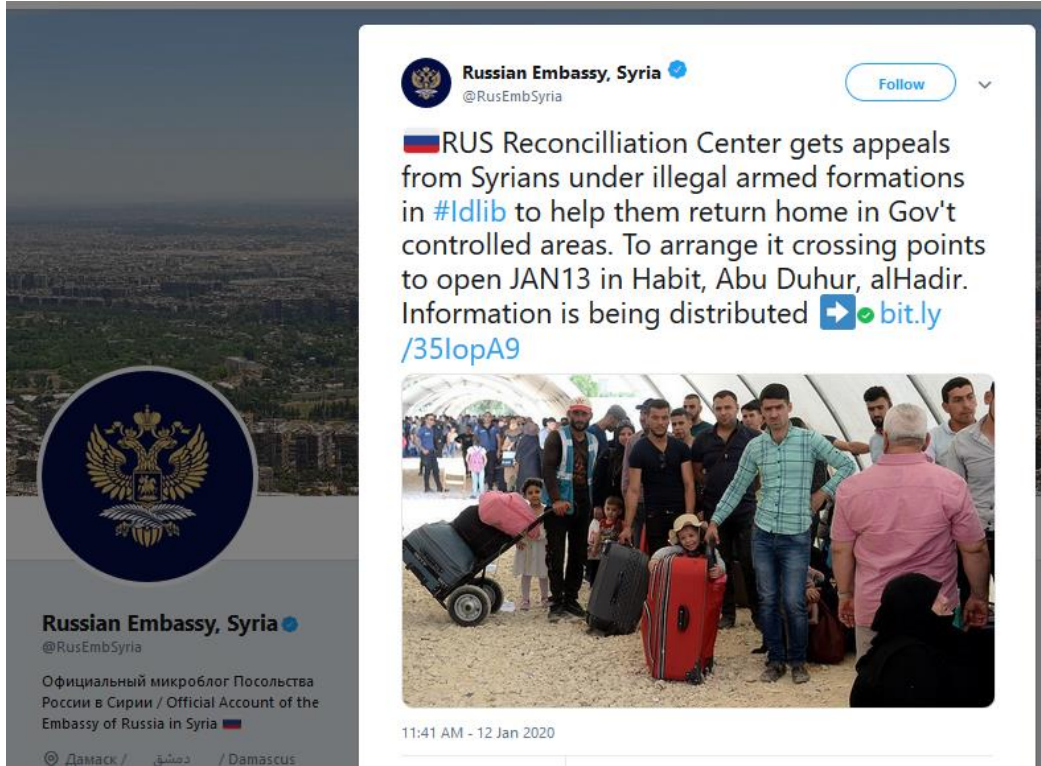 Russian Embassy, Syria
@RusEmbSyria
Follow
RUS Reconcilliation Center gets appeals
from Syrians under illegal armed formations
in #Idlib to help them return home in Gov't
controlled areas. To arrange it crossing points
to open JAN13 in Habit, Abu Duhur, alHadir.
Information is being distributed ➡ bit.ly
/35IopA9
11:41 AM - 12 Jan 2020
Russian Embassy, Syria
@RusEmbSyria
Официальный микроблог Посольства
России в Сирии / Official Account of the
Embassy of Russia in Syria
Дамаск / دمشق / Damascus